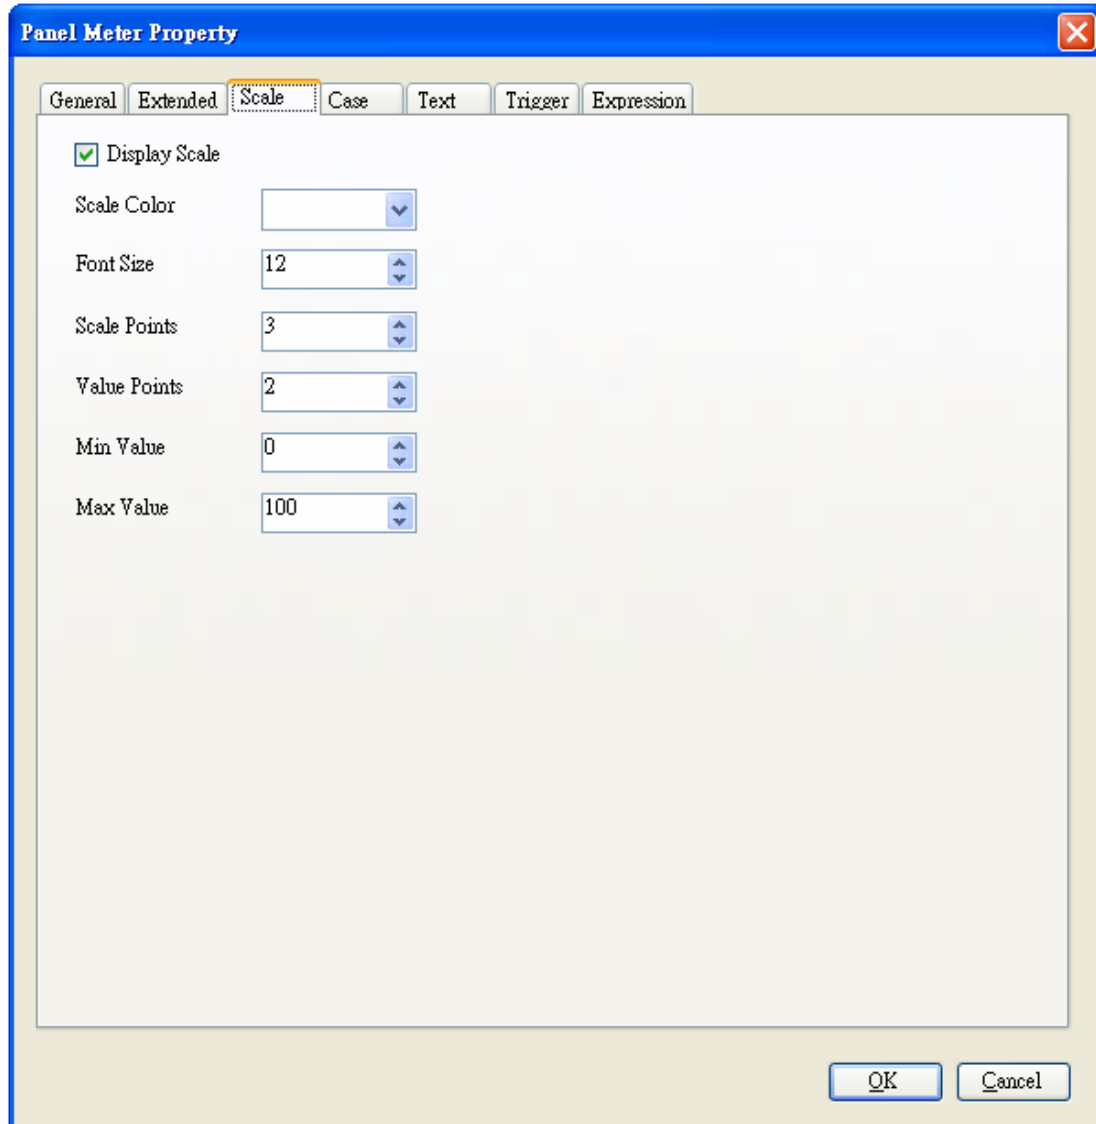 Panel Meter Property
General Extended Scale Case Text Trigger Expression
Display Scale
Scale Color
Font Size 12
Scale Points 3
Value Points 2
Min Value 0
Max Value 100
OK Cancel